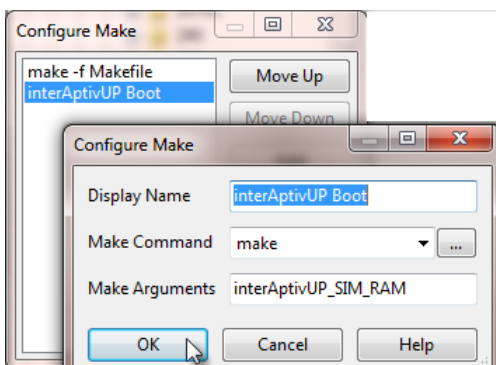 Configure Make
make -f Makefile
interAptivUP Boot
Move Up
Move Down
Configure Make
Display Name interAptivUP Boot
Make Command make ...
Make Arguments interAptivUP_SIM_RAM
OK Cancel Help